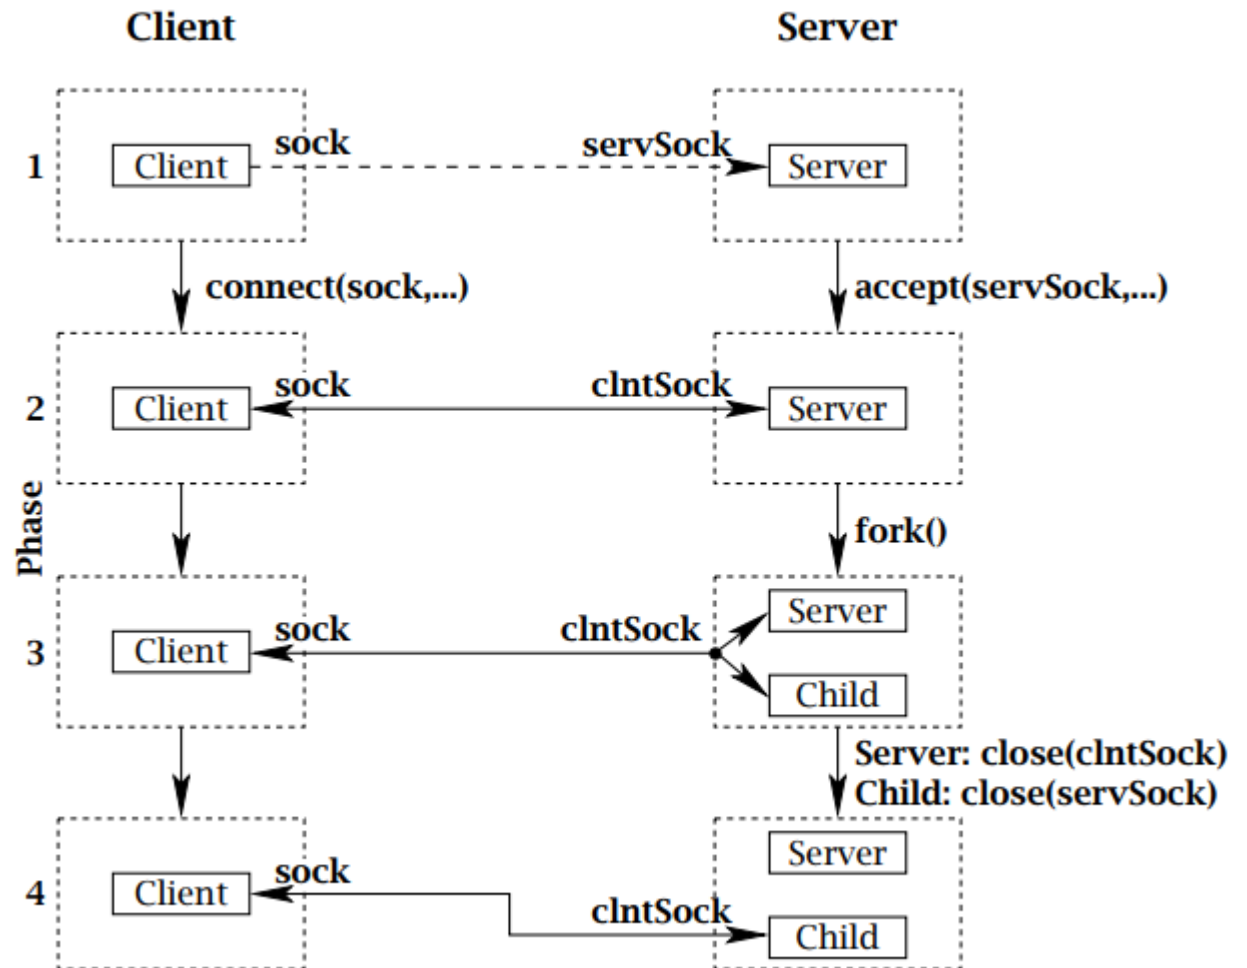 Client
Server
1
Client
sock
servSock
Server
connect(sock,...)
accept(servSock,...)
2
Client
sock
clntSock
Server
Phase
fork()
3
Client
sock
clntSock
Server
Child
Server: close(clntSock)
Child: close(servSock)
4
Client
sock
clntSock
Server
Child